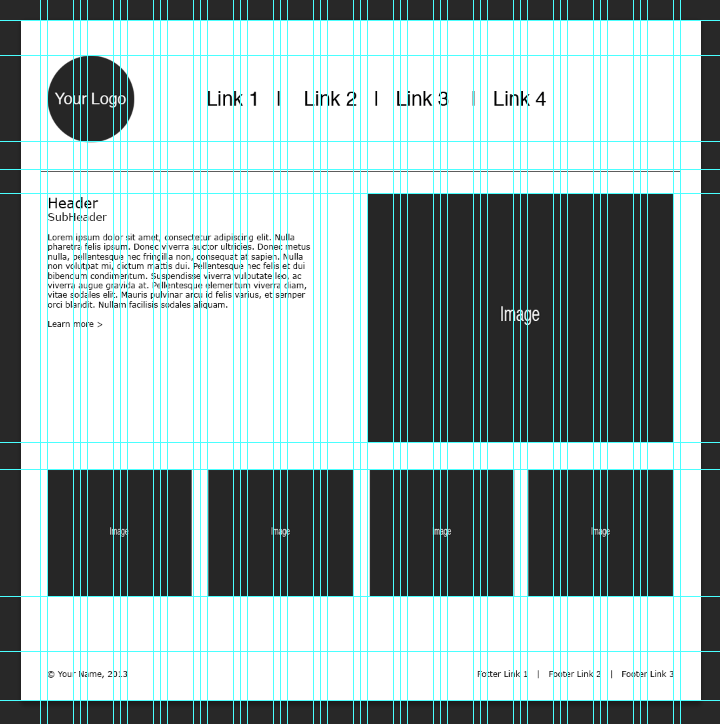 Your Logo
Link 1 | Link 2 | Link 3 | Link 4
Header
SubHeader
Lorem ipsum dolor sit amet, consectetur adipiscing elit. Nulla
pharetra felis ipsum. Donec viverra auctor ultricies. Donec metus
nulla, pellentesque nec fringilla non, consequat at sapien. Nulla
non volutpat mi, dictum mattis dui. Pellentesque nec felis et dui
bibendum condimentum. Suspendisse viverra vulputate leo, ac
viverra augue gravida at. Pellentesque elementum viverra diam,
vitae sodales elit. Mauris pulvinar arcu id felis varius, et semper
orci blandit. Nullam facilisis sodales aliquam.
Learn more >
Image
Image
Image
Image
Image
© Your Name, 2013
Footer Link 1 | Footer Link 2 | Footer Link 3